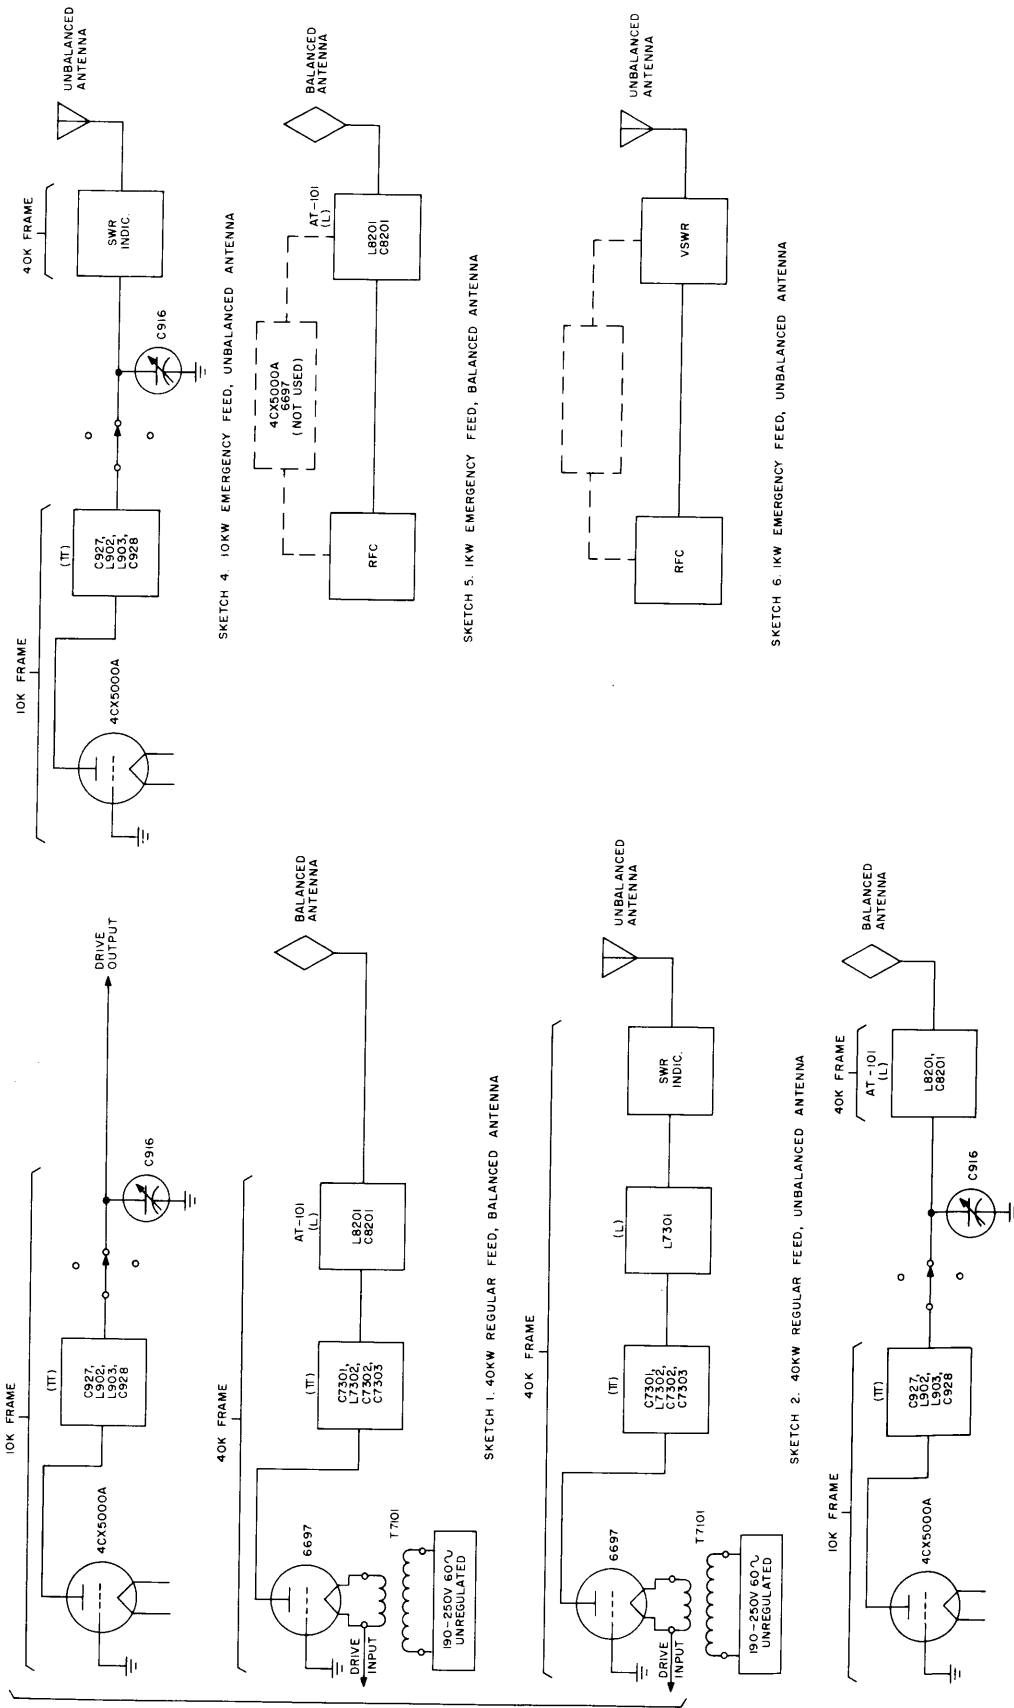 10K FRAME
4CX5000A
(π)
C927,
L902,
L903,
C928
C916
DRIVE
OUTPUT
40K FRAME
6697
DRIVE
INPUT
T7101
190-250V 60~
UNREGULATED
(π)
C7301,
L7302,
C7302,
C7303
AT-101
(L)
L8201
C8201
BALANCED
ANTENNA
SKETCH 1. 40KW REGULAR FEED, BALANCED ANTENNA
40K FRAME
6697
DRIVE
INPUT
T7101
190-250V 60~
UNREGULATED
(π)
C7301,
L7302,
C7302,
C7303
(L)
L7301
SWR
INDIC.
UNBALANCED
ANTENNA
SKETCH 2. 40KW REGULAR FEED, UNBALANCED ANTENNA
10K FRAME
4CX5000A
(π)
C927,
L902,
L903,
C928
C916
40K FRAME
AT-101
(L)
L8201,
C8201
BALANCED
ANTENNA
10K FRAME
4CX5000A
(π)
C927,
L902,
L903,
C928
C916
40K FRAME
SWR
INDIC.
UNBALANCED
ANTENNA
SKETCH 4. 10KW EMERGENCY FEED, UNBALANCED ANTENNA
RFC
4CX5000A
6697
(NOT USED)
AT-101
(L)
L8201
C8201
BALANCED
ANTENNA
SKETCH 5. 1KW EMERGENCY FEED, BALANCED ANTENNA
RFC
VSWR
UNBALANCED
ANTENNA
SKETCH 6. 1KW EMERGENCY FEED, UNBALANCED ANTENNA